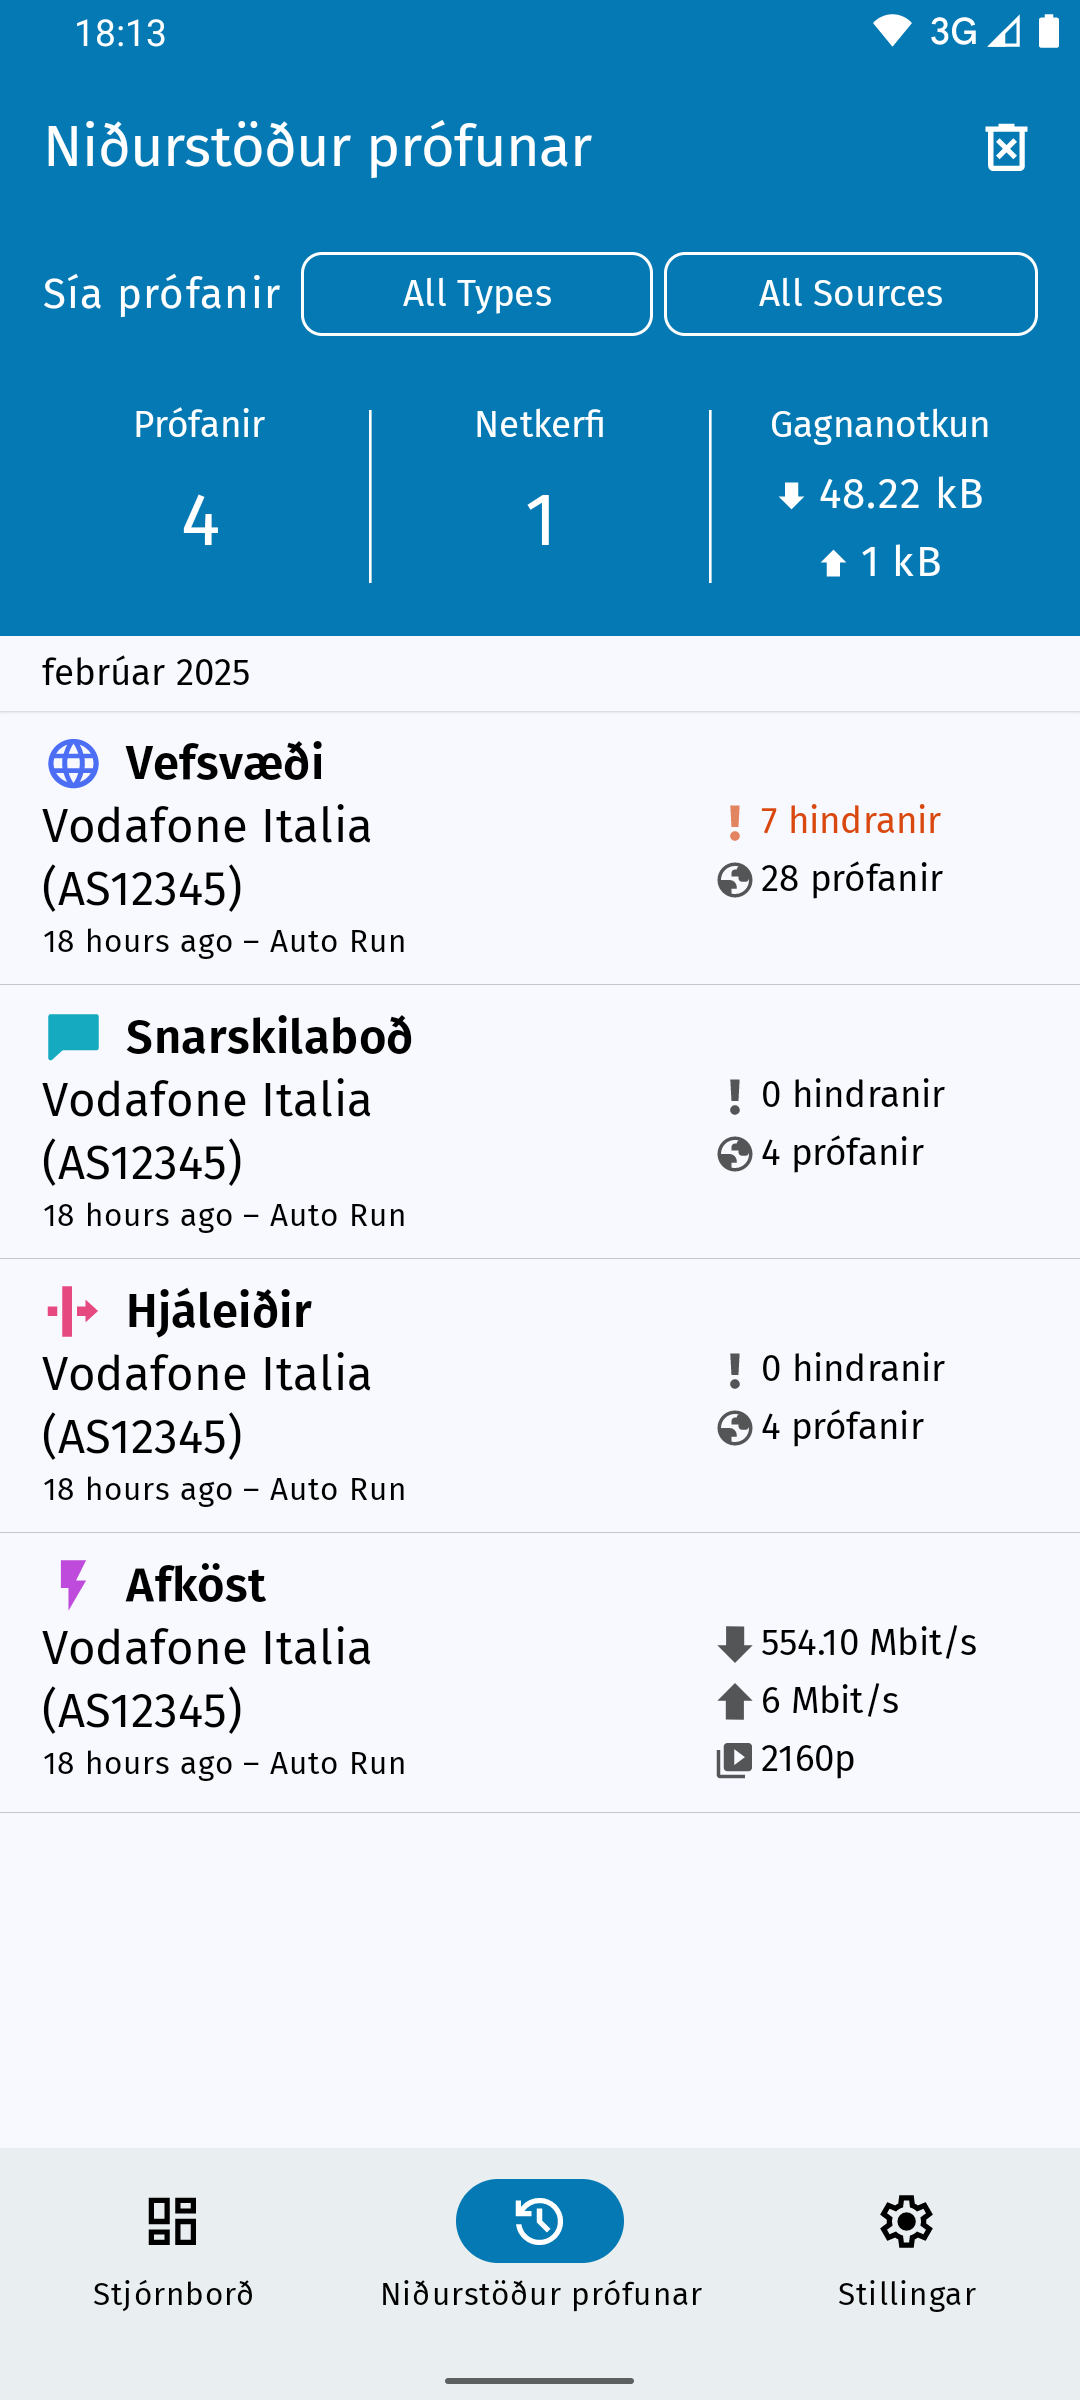 18:13
3G
Niðurstöður prófunar
Sía prófanir
All Types
All Sources
Prófanir
Netkerfi
Gagnanotkun
4
1
48.22 kB
1 kB
febrúar 2025
Vefsvæði
Vodafone Italia
(AS12345)
18 hours ago – Auto Run
7 hindranir
28 prófanir
Snarskilaboð
Vodafone Italia
(AS12345)
18 hours ago – Auto Run
0 hindranir
4 prófanir
Hjáleiðir
Vodafone Italia
(AS12345)
18 hours ago – Auto Run
0 hindranir
4 prófanir
Afköst
Vodafone Italia
(AS12345)
18 hours ago – Auto Run
554.10 Mbit/s
6 Mbit/s
2160p
Stjórnborð
Niðurstöður prófunar
Stillingar